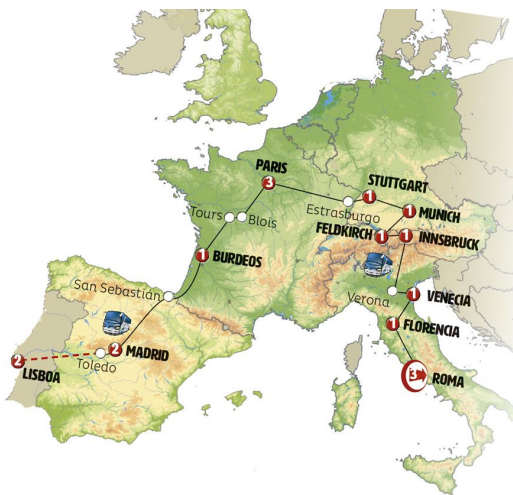 PARIS
3
STUTTGART
1
Estrasburgo
1
MUNICH
Tours
Blois
FELDKIRCH
1
1
INNSBRUCK
1
BURDEOS
San Sebastián
Verona
1
VENECIA
1
FLORENCIA
2
MADRID
Toledo
2
LISBOA
3
ROMA